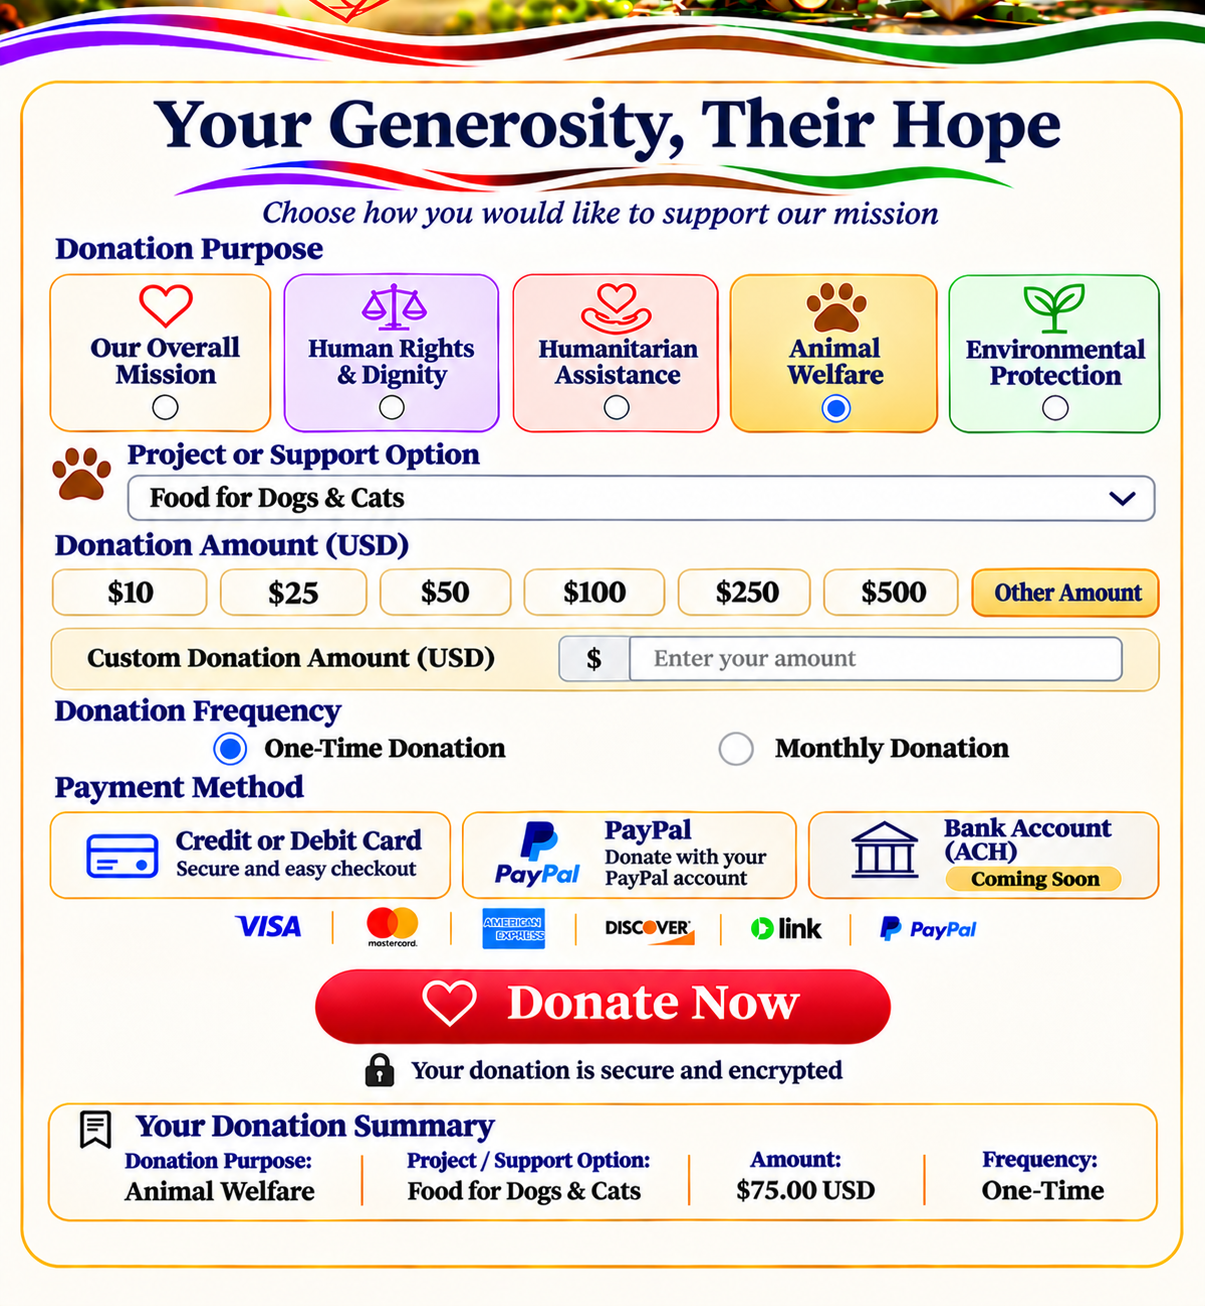 Your Generosity, Their Hope
Choose how you would like to support our mission
Donation Purpose
Our Overall
Mission
Human Rights
& Dignity
Humanitarian
Assistance
Animal
Welfare
Environmental
Protection
Project or Support Option
Food for Dogs & Cats
Donation Amount (USD)
$10 $25 $50 $100 $250 $500 Other Amount
Custom Donation Amount (USD) $ Enter your amount
Donation Frequency
One-Time Donation Monthly Donation
Payment Method
Credit or Debit Card
Secure and easy checkout
PayPal
PayPal
Donate with your
PayPal account
Bank Account
(ACH)
Coming Soon
VISA
mastercard.
AMERICAN
EXPRESS
DISCOVER
link
PayPal
Donate Now
Your donation is secure and encrypted
Your Donation Summary
Donation Purpose:
Animal Welfare
Project / Support Option:
Food for Dogs & Cats
Amount:
$75.00 USD
Frequency:
One-Time